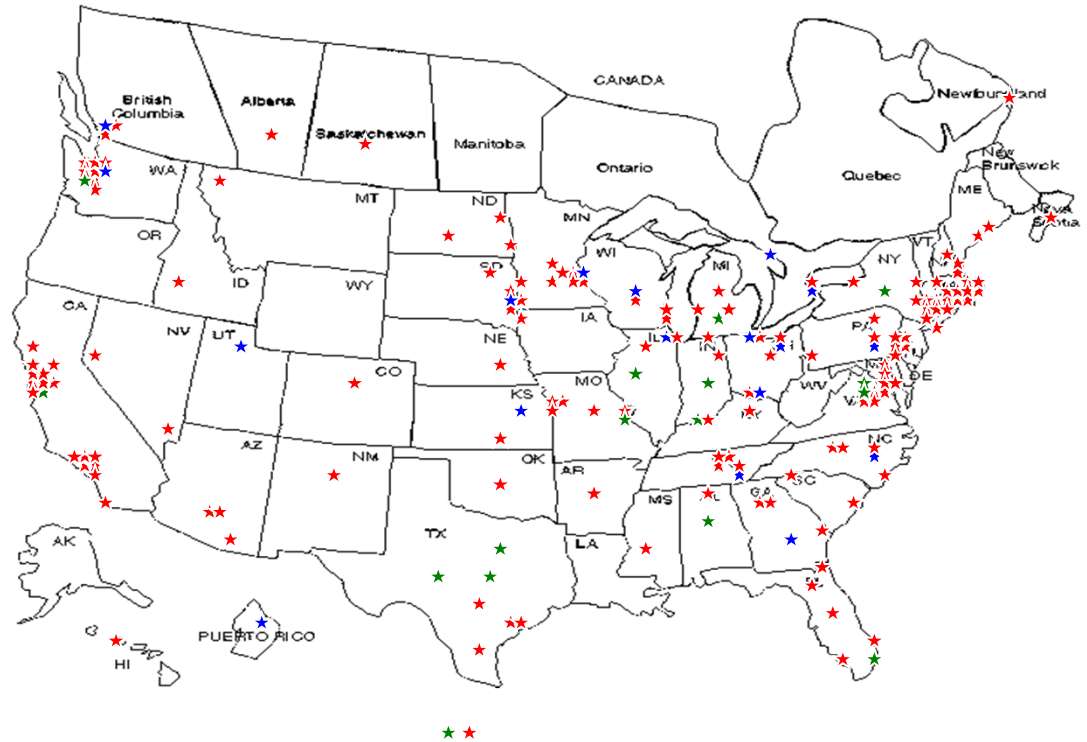 CANADA
British
Columbia
Alberta
Saskatchewan
Manitoba
Ontario
Quebec
Newfoundland
New
Brunswick
Nova
Scotia
WA
MT
ND
MN
ME
VT
OR
ID
SD
WI
MI
NY
WY
CA
NV
UT
IA
NE
IL
IN
PA
NJ
CO
MO
KS
WV
DE
KY
VA
AZ
NM
OK
AR
NC
SC
MS
AL
GA
TX
LA
FL
AK
PUERTO RICO
HI